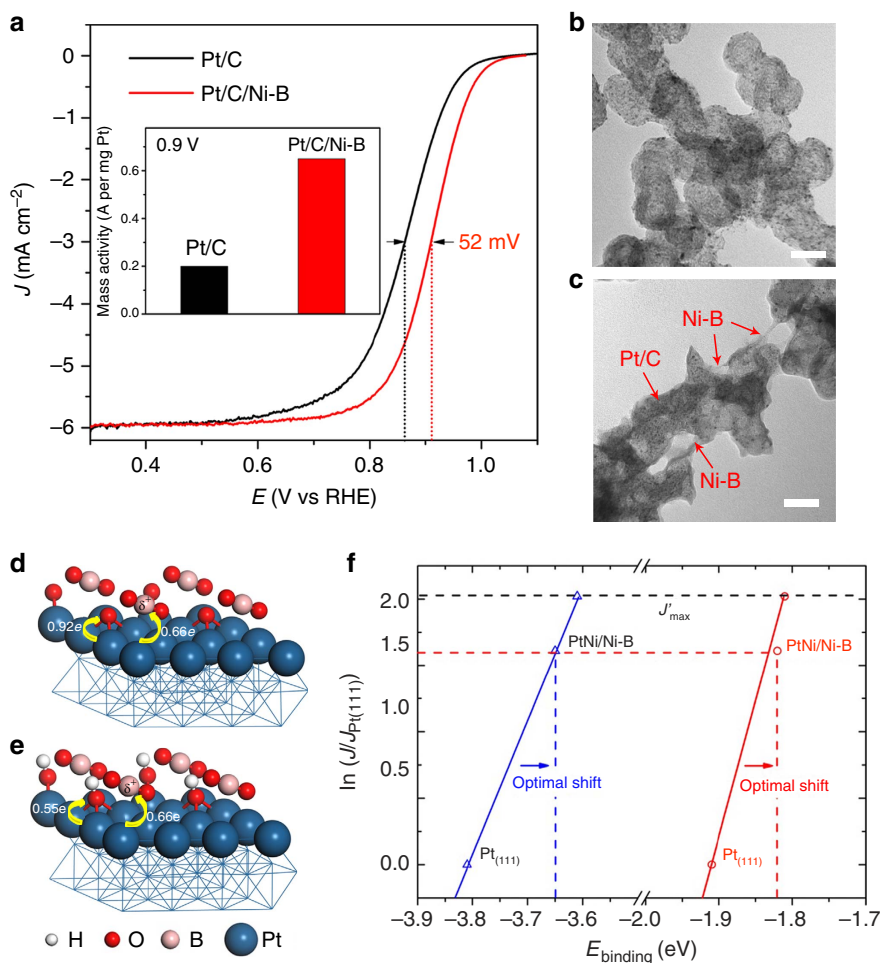 a
Pt/C
Pt/C/Ni-B
0.9 V
Pt/C/Ni-B
Pt/C
Mass activity (A per mg Pt)
0.6
0.4
0.2
0.0
52 mV
0
–1
–2
–3
–4
–5
–6
J (mA cm⁻²)
0.4 0.6 0.8 1.0
E (V vs RHE)
b
c
Ni-B
Pt/C
Ni-B
d
δ⁺
0.92e
0.66e
e
δ⁺
0.55e
0.66e
H O B Pt
f
J′max
PtNi/Ni-B
PtNi/Ni-B
Optimal shift
Optimal shift
Pt(111)
Pt(111)
2.0
1.5
1.0
0.5
0.0
ln (J/JPt(111))
–3.9 –3.8 –3.7 –3.6 –2.0 –1.9 –1.8 –1.7
Ebinding (eV)